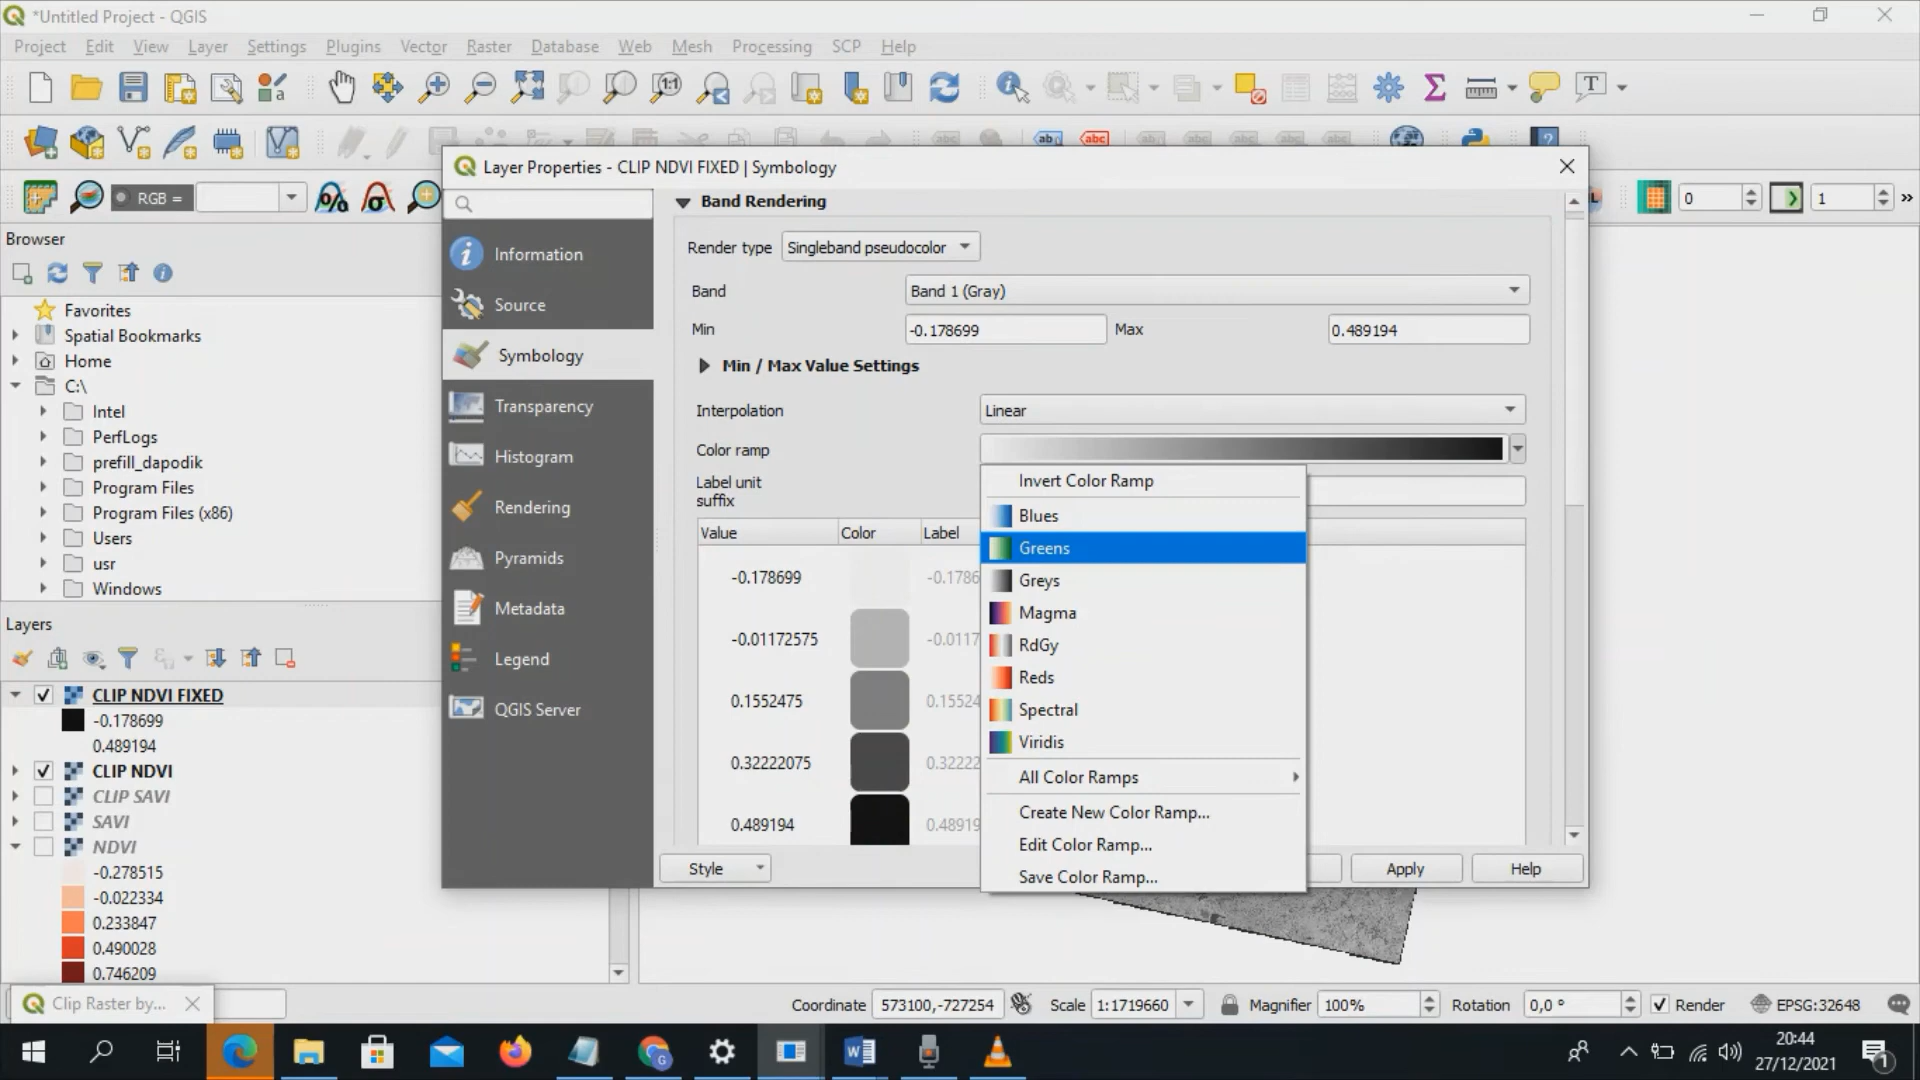 *Untitled Project - QGIS
Project Edit View Layer Settings Plugins Vector Raster Database Web Mesh Processing SCP Help
RGB =
0
1
»
Browser
Favorites
Spatial Bookmarks
Home
C:\
Intel
PerfLogs
prefill_dapodik
Program Files
Program Files (x86)
Users
usr
Windows
Layers
CLIP NDVI FIXED
-0.178699
0.489194
CLIP NDVI
CLIP SAVI
SAVI
NDVI
-0.278515
-0.022334
0.233847
0.490028
0.746209
Layer Properties - CLIP NDVI FIXED | Symbology
Information
Source
Symbology
Transparency
Histogram
Rendering
Pyramids
Metadata
Legend
QGIS Server
Band Rendering
Render type Singleband pseudocolor
Band Band 1 (Gray)
Min -0.178699 Max 0.489194
Min / Max Value Settings
Interpolation Linear
Color ramp
Label unit
suffix
Value Color Label
-0.178699 -0.1786
-0.01172575 -0.0117
0.1552475 0.15524
0.32222075 0.32222
0.489194 0.48919
Invert Color Ramp
Blues
Greens
Greys
Magma
RdGy
Reds
Spectral
Viridis
All Color Ramps
Create New Color Ramp...
Edit Color Ramp...
Save Color Ramp...
Style Apply Help
Clip Raster by...
Coordinate 573100,-727254 Scale 1:1719660 Magnifier 100% Rotation 0,0 ° Render EPSG:32648
20:44
27/12/2021
1